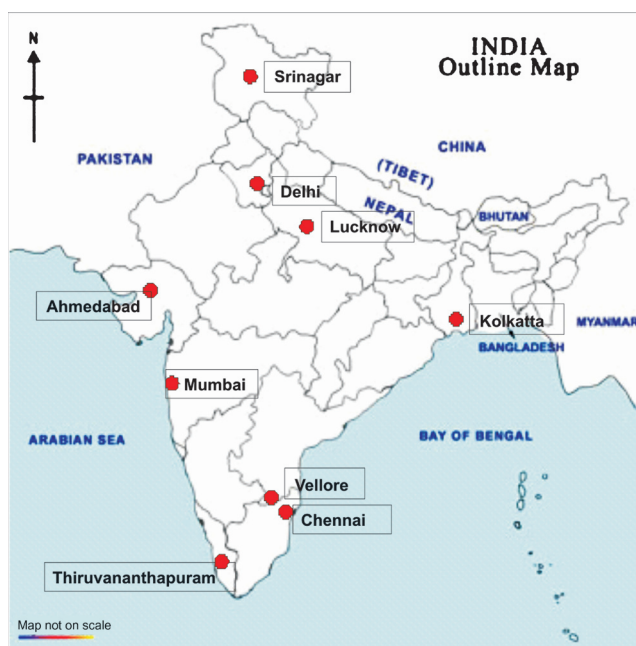 N
INDIA
Outline Map
Srinagar
PAKISTAN
CHINA
(TIBET)
Delhi
NEPAL
Lucknow
BHUTAN
Ahmedabad
Kolkatta
MYANMAR
BANGLADESH
Mumbai
ARABIAN SEA
BAY OF BENGAL
Vellore
Chennai
Thiruvananthapuram
Map not on scale